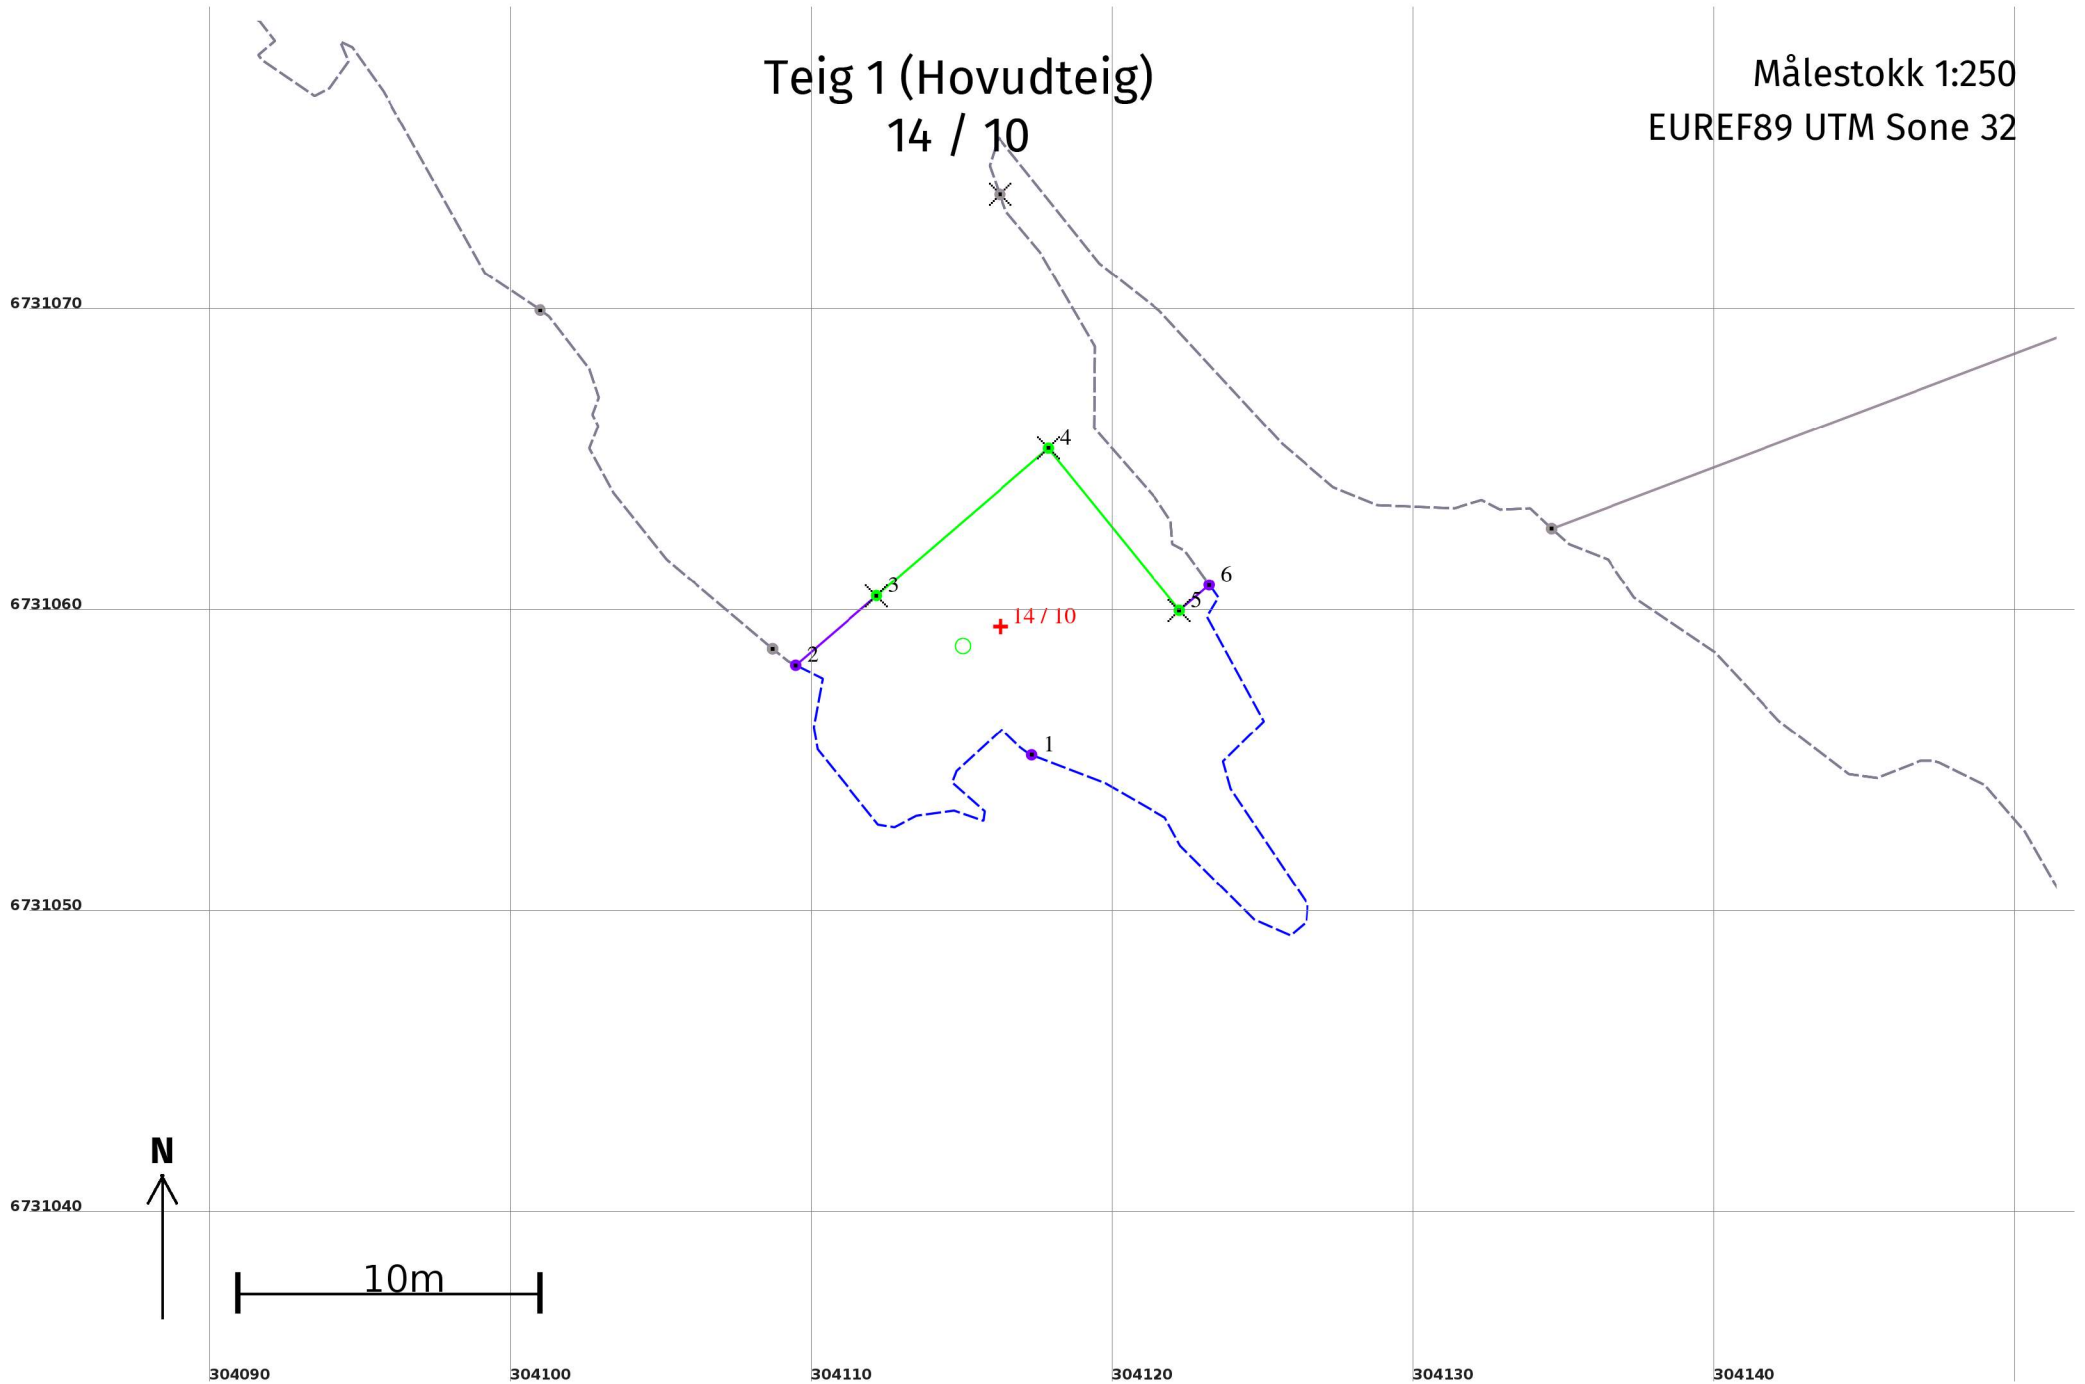 Teig 1 (Hovudteig)
14 / 10
Målestokk 1:250
EUREF89 UTM Sone 32
6731070
4
6
3
5
6731060
14 / 10
2
1
6731050
N
6731040
10m
304090
304100
304110
304120
304130
304140